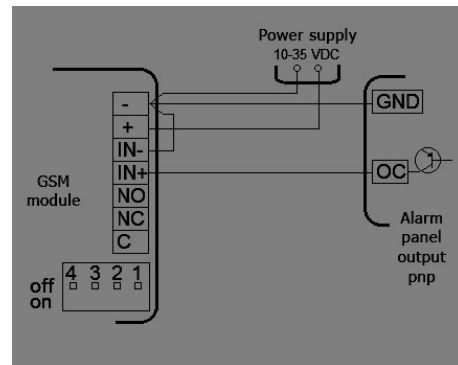 Power supply
10-35 VDC
-
+
IN-
IN+
NO
NC
C
GSM
module
4 3 2 1
off
on
GND
OC
Alarm
panel
output
pnp